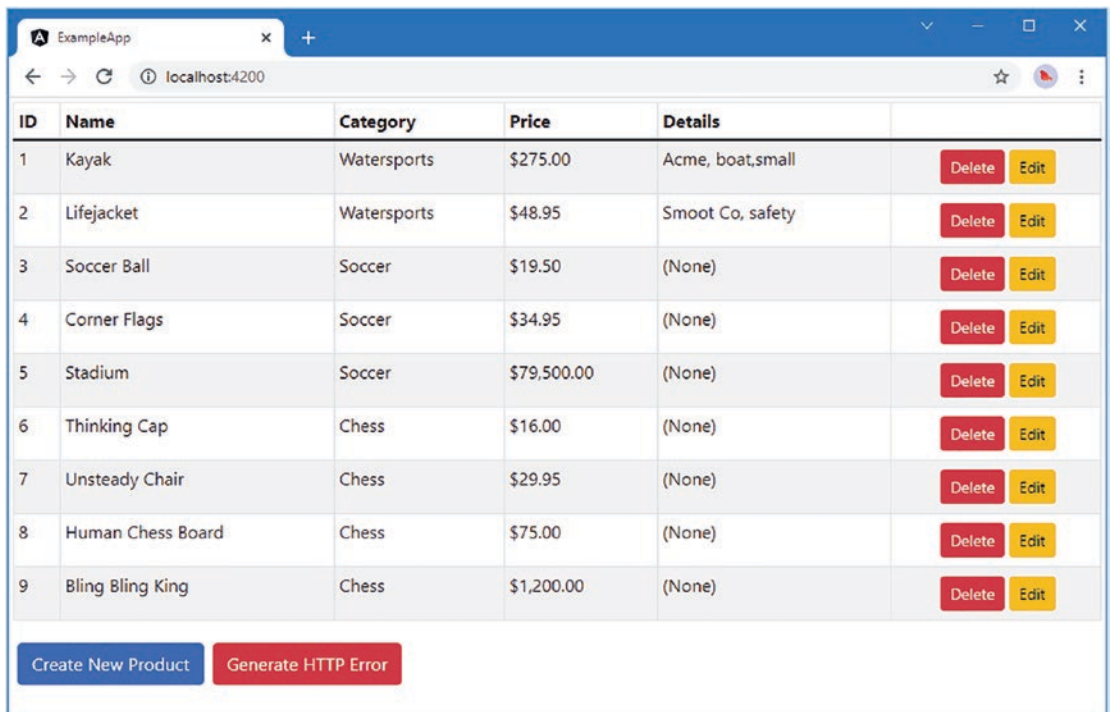 ExampleApp
localhost:4200
ID Name Category Price Details
1 Kayak Watersports $275.00 Acme, boat,small Delete Edit
2 Lifejacket Watersports $48.95 Smoot Co, safety Delete Edit
3 Soccer Ball Soccer $19.50 (None) Delete Edit
4 Corner Flags Soccer $34.95 (None) Delete Edit
5 Stadium Soccer $79,500.00 (None) Delete Edit
6 Thinking Cap Chess $16.00 (None) Delete Edit
7 Unsteady Chair Chess $29.95 (None) Delete Edit
8 Human Chess Board Chess $75.00 (None) Delete Edit
9 Bling Bling King Chess $1,200.00 (None) Delete Edit
Create New Product Generate HTTP Error